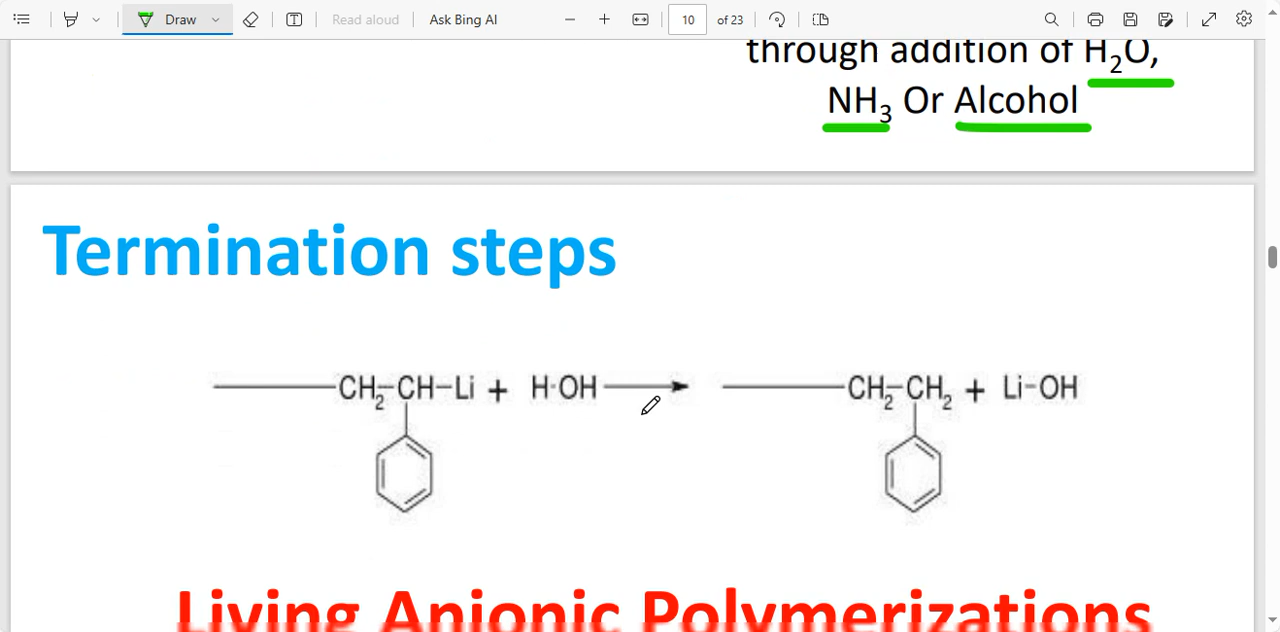 Draw
Read aloud
Ask Bing AI
10 of 23
through addition of H₂O,
NH₃ Or Alcohol
Termination steps
CH₂-CH-Li + H-OH → CH₂-CH₂ + Li-OH
Living Anionic Polymerizations